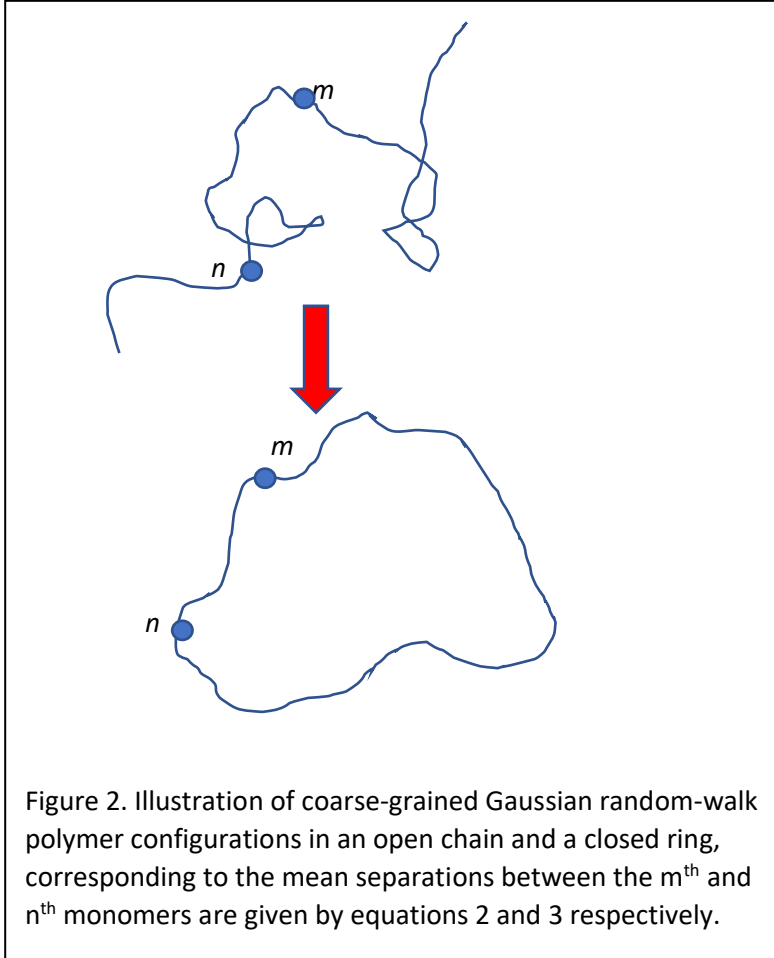 m
n
m
n
Figure 2. Illustration of coarse-grained Gaussian random-walk
polymer configurations in an open chain and a closed ring,
corresponding to the mean separations between the mth and
nth monomers are given by equations 2 and 3 respectively.